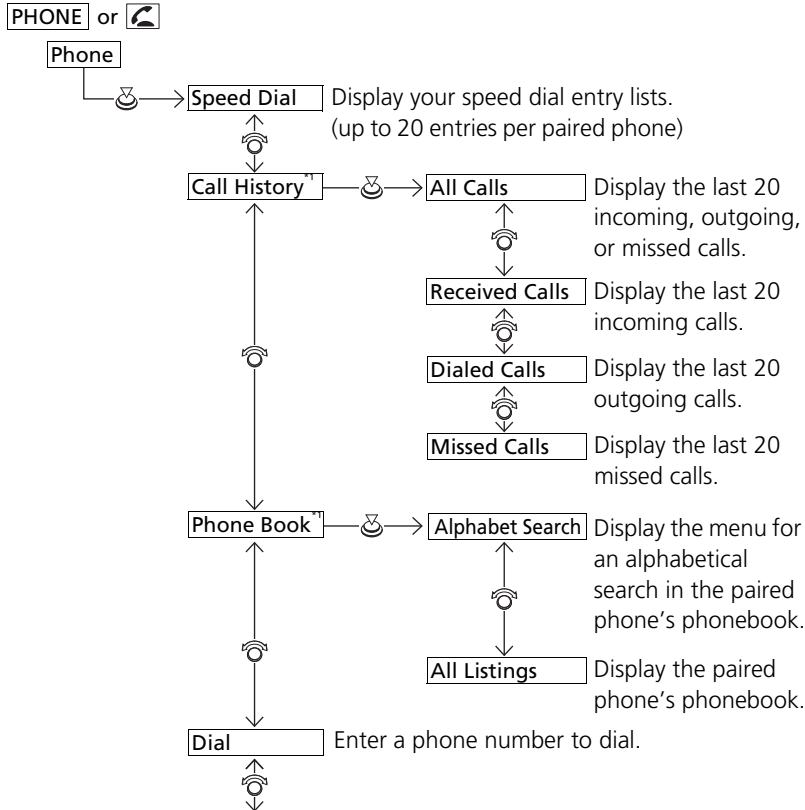 PHONE or
Phone
Speed Dial
Display your speed dial entry lists.
(up to 20 entries per paired phone)
Call History*1
All Calls
Display the last 20
incoming, outgoing,
or missed calls.
Received Calls
Display the last 20
incoming calls.
Dialed Calls
Display the last 20
outgoing calls.
Missed Calls
Display the last 20
missed calls.
Phone Book*1
Alphabet Search
Display the menu for
an alphabetical
search in the paired
phone's phonebook.
All Listings
Display the paired
phone's phonebook.
Dial
Enter a phone number to dial.